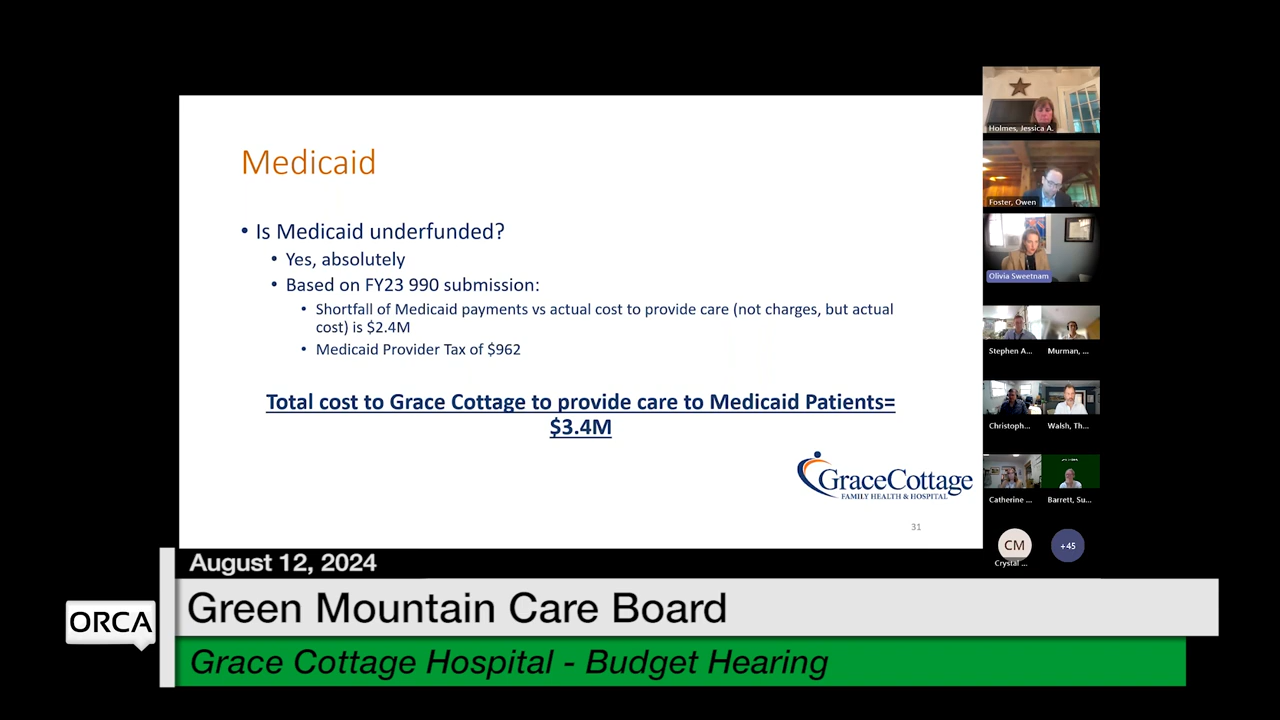 Medicaid
• Is Medicaid underfunded?
• Yes, absolutely
• Based on FY23 990 submission:
• Shortfall of Medicaid payments vs actual cost to provide care (not charges, but actual
cost) is $2.4M
• Medicaid Provider Tax of $962
Total cost to Grace Cottage to provide care to Medicaid Patients=
$3.4M
GraceCottage
FAMILY HEALTH & HOSPITAL
31
Holmes, Jessica A.
Foster, Owen
Olivia Sweetnam
Stephen A...
Murman, ...
Christoph...
Walsh, Th...
Catherine ...
Barrett, Su...
CM
+45
Crystal ...
August 12, 2024
ORCA
Green Mountain Care Board
Grace Cottage Hospital - Budget Hearing